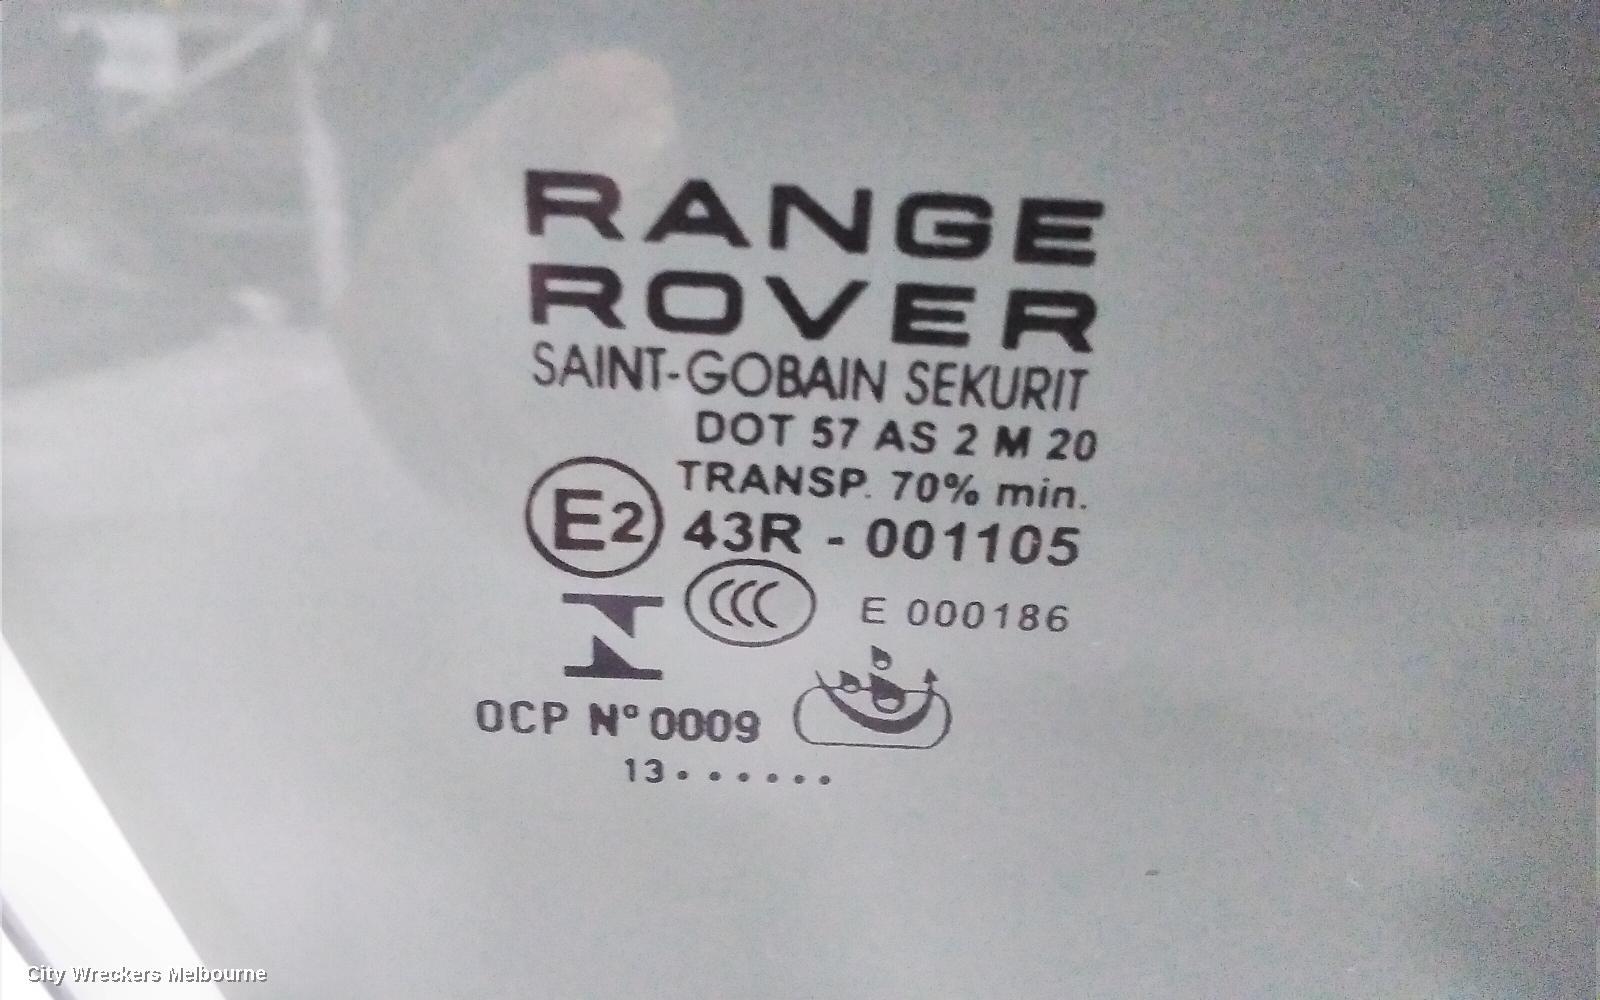 RANGE
ROVER
SAINT-GOBAIN SEKURIT
DOT 57 AS 2 M 20
TRANSP. 70% min.
E2 43R - 001105
CCC E 000186
OCP Nº 0009
13······
City Wreckers Melbourne